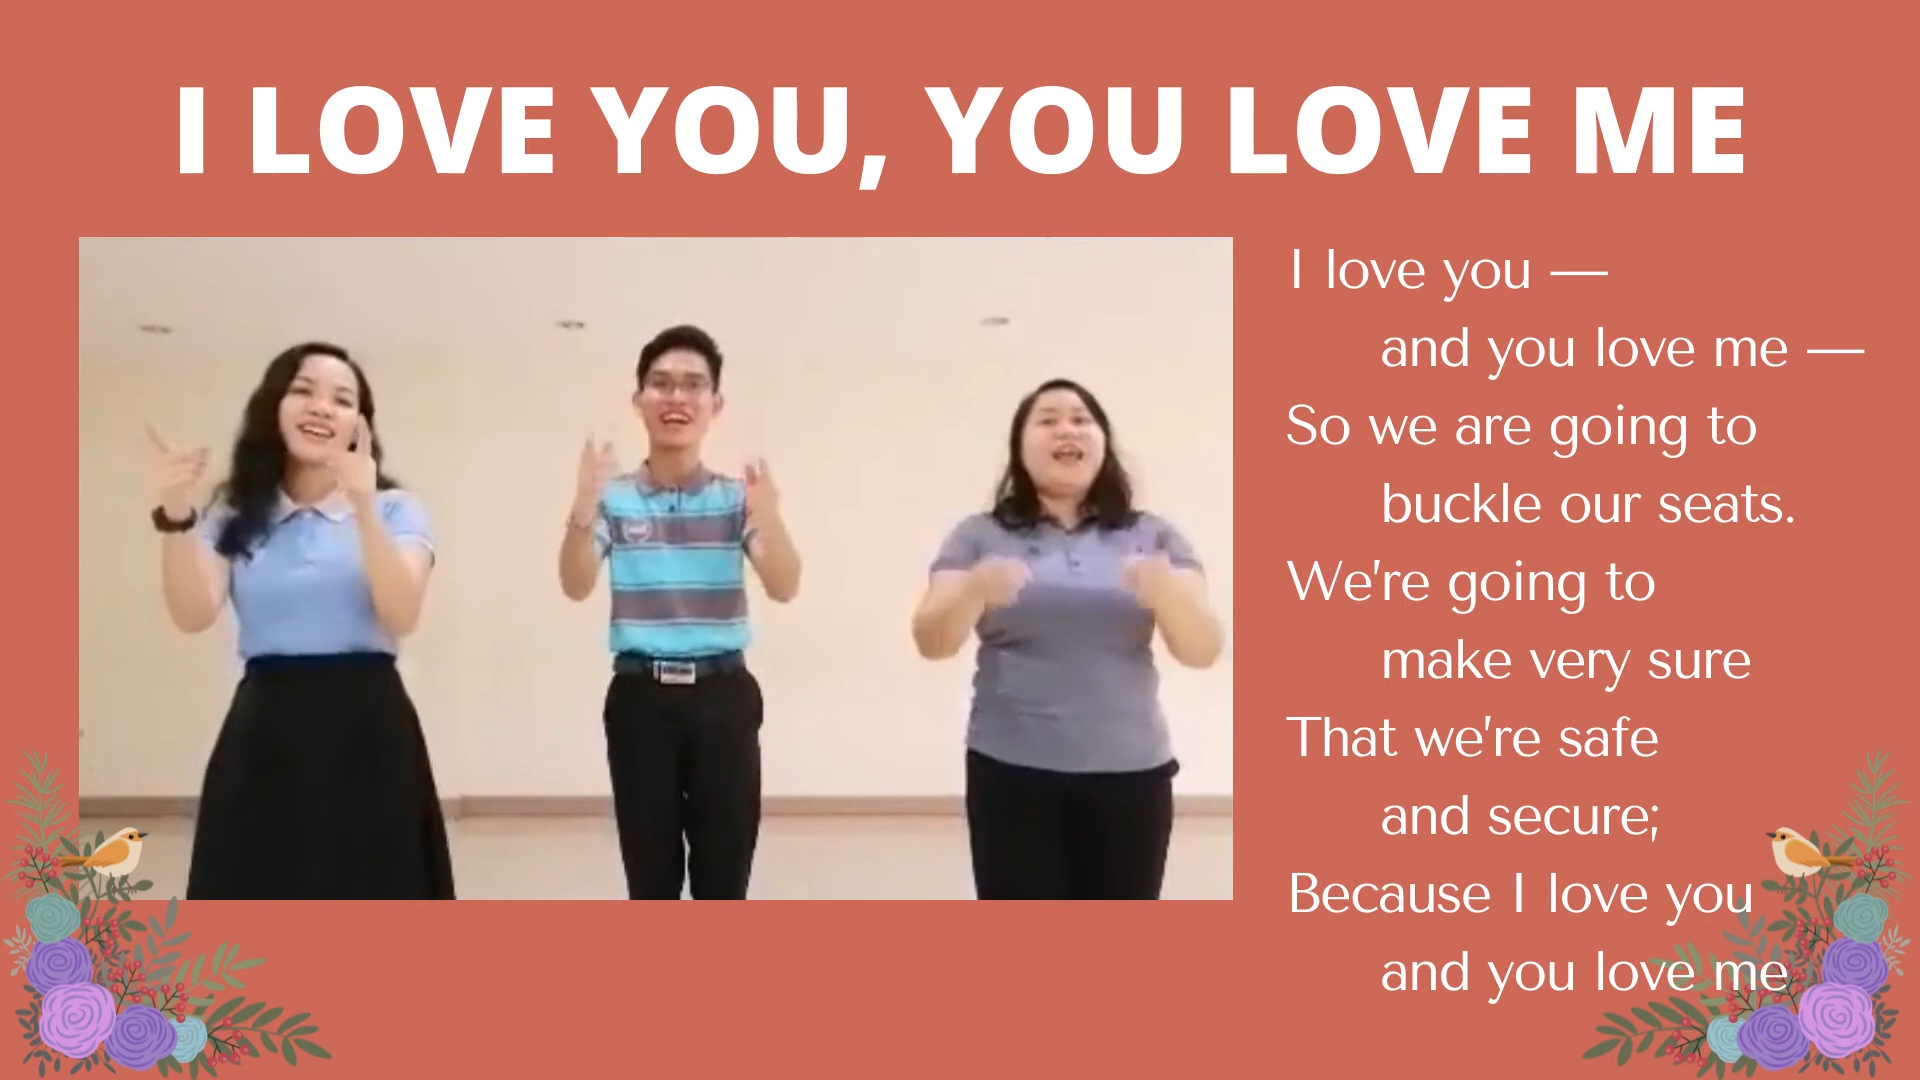 I LOVE YOU, YOU LOVE ME
I love you —
and you love me —
So we are going to
buckle our seats.
We're going to
make very sure
That we're safe
and secure;
Because I love you
and you love me